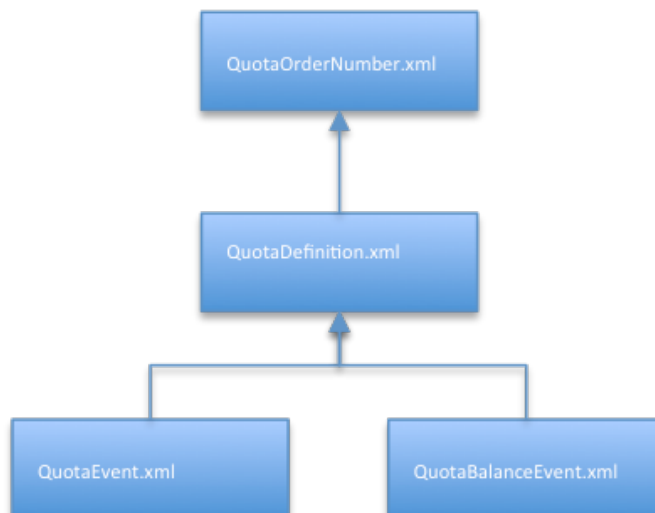 QuotaOrderNumber.xml
QuotaDefinition.xml
QuotaEvent.xml
QuotaBalanceEvent.xml